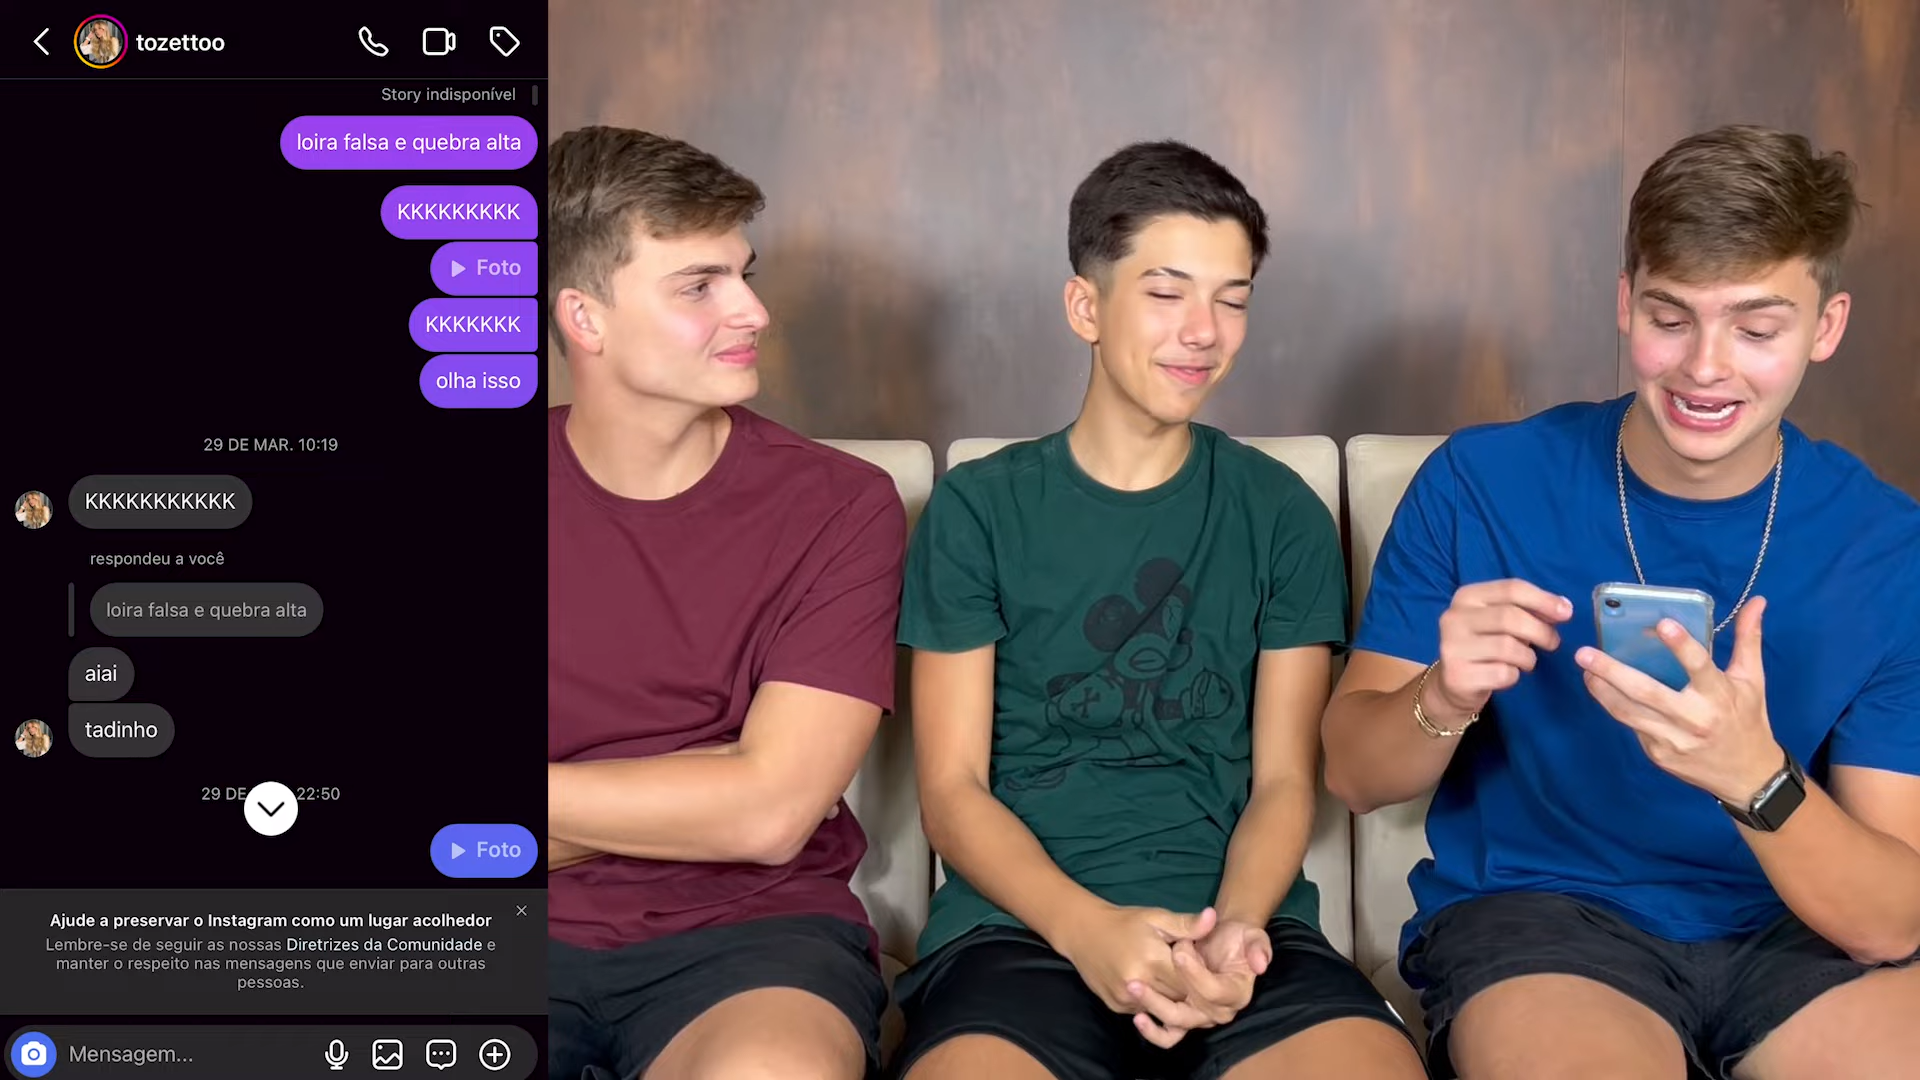 tozettoo
Story indisponível
loira falsa e quebra alta
KKKKKKKKK
Foto
KKKKKKK
olha isso
29 DE MAR. 10:19
KKKKKKKKKKK
respondeu a você
loira falsa e quebra alta
aiai
tadinho
29 DE 22:50
Foto
Ajude a preservar o Instagram como um lugar acolhedor
Lembre-se de seguir as nossas Diretrizes da Comunidade e
manter o respeito nas mensagens que enviar para outras
pessoas.
Mensagem...